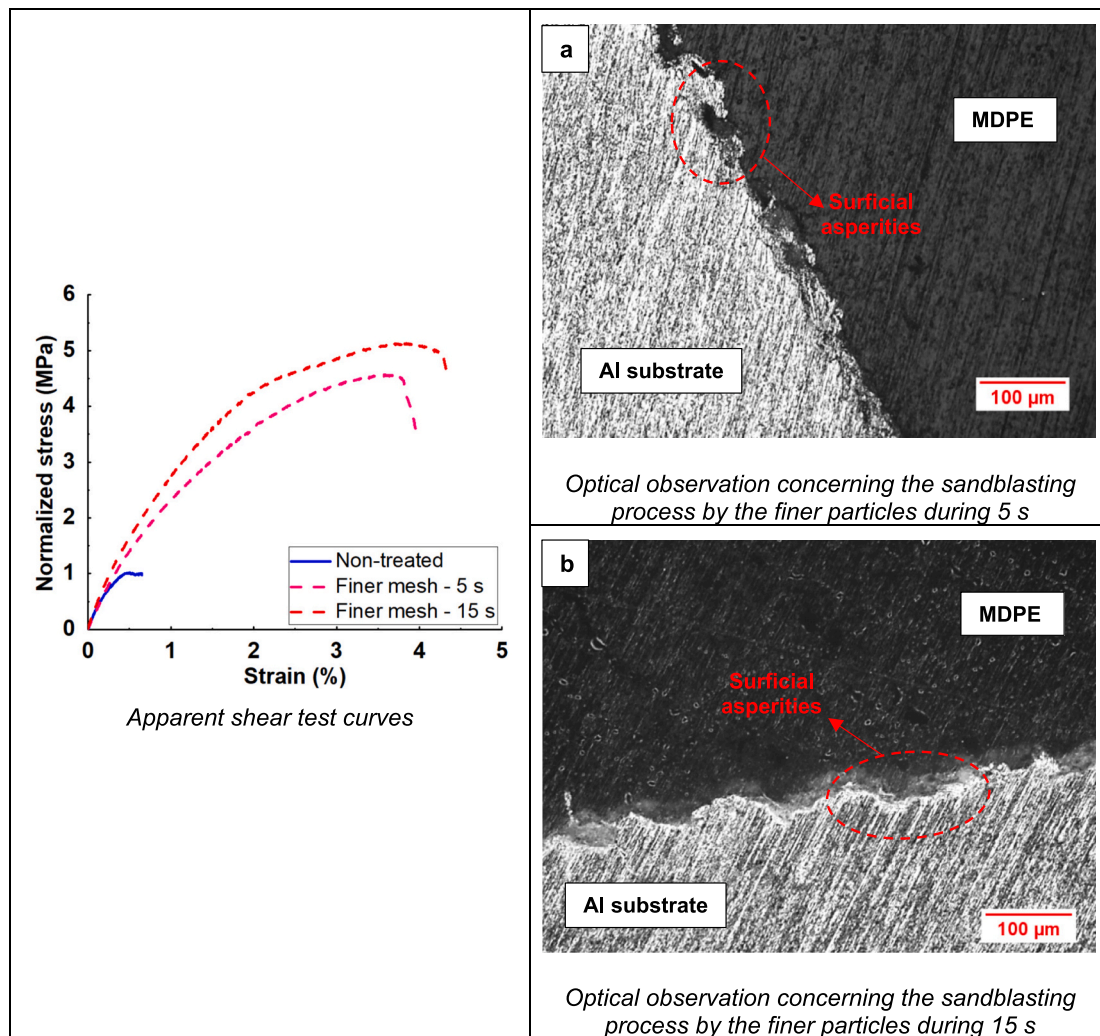 6
5
4
3
2
1
0
Normalized stress (MPa)
Non-treated
Finer mesh - 5 s
Finer mesh - 15 s
0 1 2 3 4 5
Strain (%)
Apparent shear test curves
a
MDPE
Surficial
asperities
Al substrate
100 µm
Optical observation concerning the sandblasting
process by the finer particles during 5 s
b
MDPE
Surficial
asperities
Al substrate
100 µm
Optical observation concerning the sandblasting
process by the finer particles during 15 s